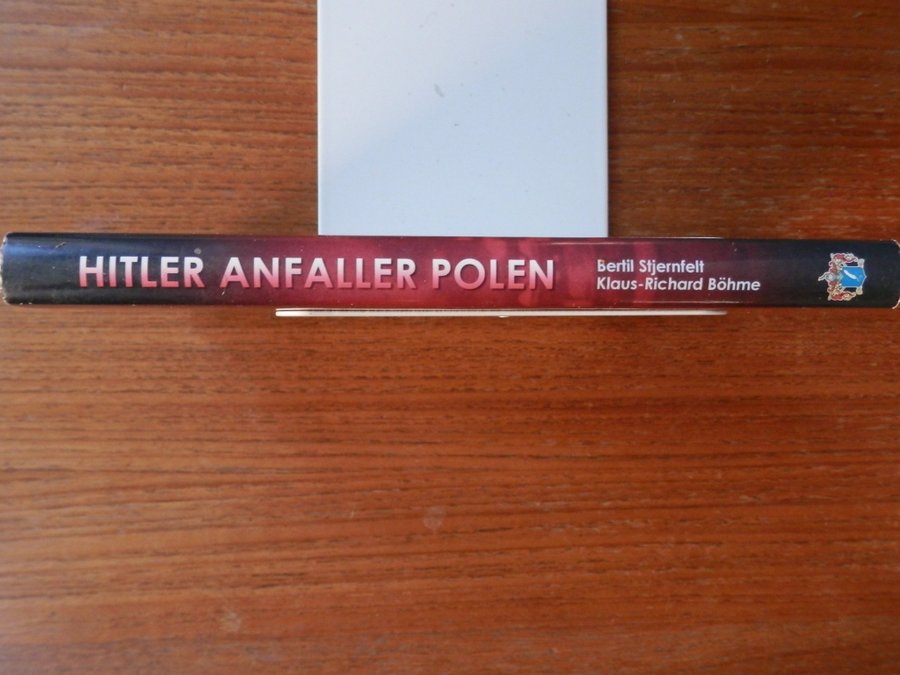 HITLER ANFALLER POLEN
Bertil Stjernfelt
Klaus-Richard Böhme